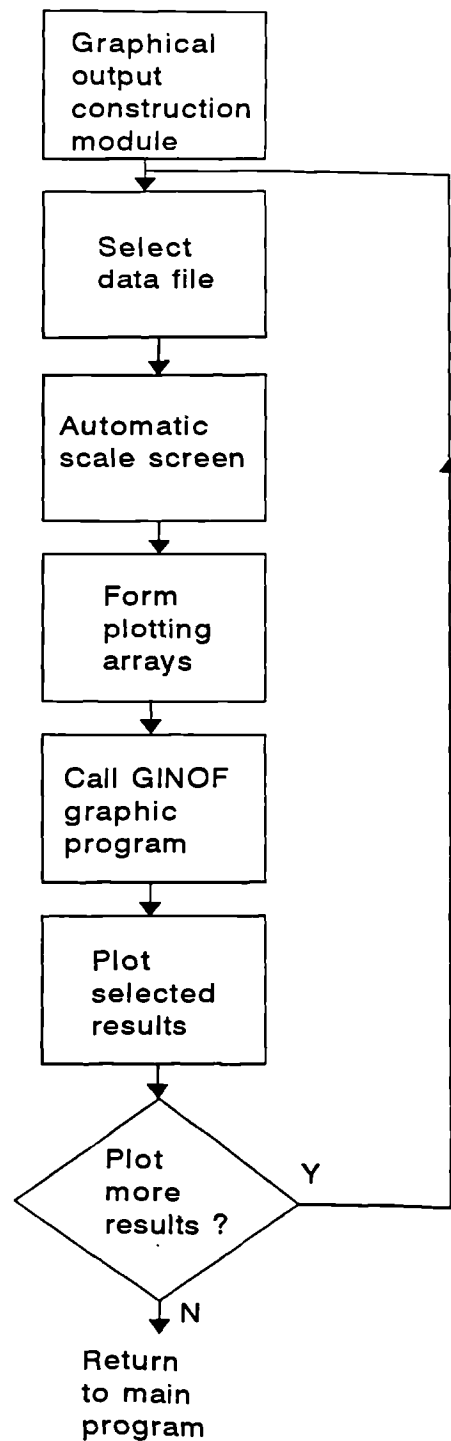 Graphical
output
construction
module
Select
data file
Automatic
scale screen
Form
plotting
arrays
Call GINOF
graphic
program
Plot
selected
results
Plot
more
results ?
Y
N
Return
to main
program